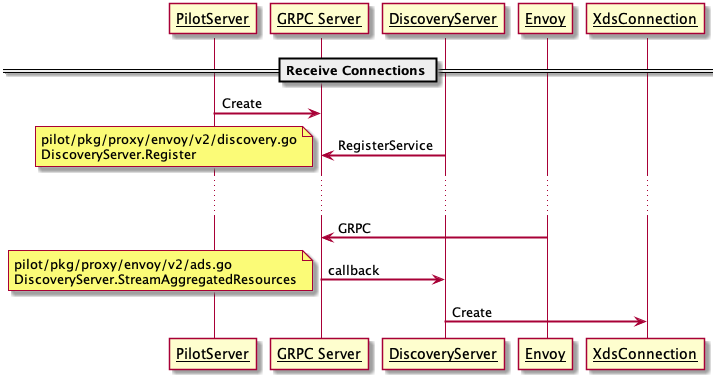 PilotServer
GRPC Server
DiscoveryServer
Envoy
XdsConnection
Receive Connections
Create
pilot/pkg/proxy/envoy/v2/discovery.go
DiscoveryServer.Register
RegisterService
GRPC
pilot/pkg/proxy/envoy/v2/ads.go
DiscoveryServer.StreamAggregatedResources
callback
Create
PilotServer
GRPC Server
DiscoveryServer
Envoy
XdsConnection